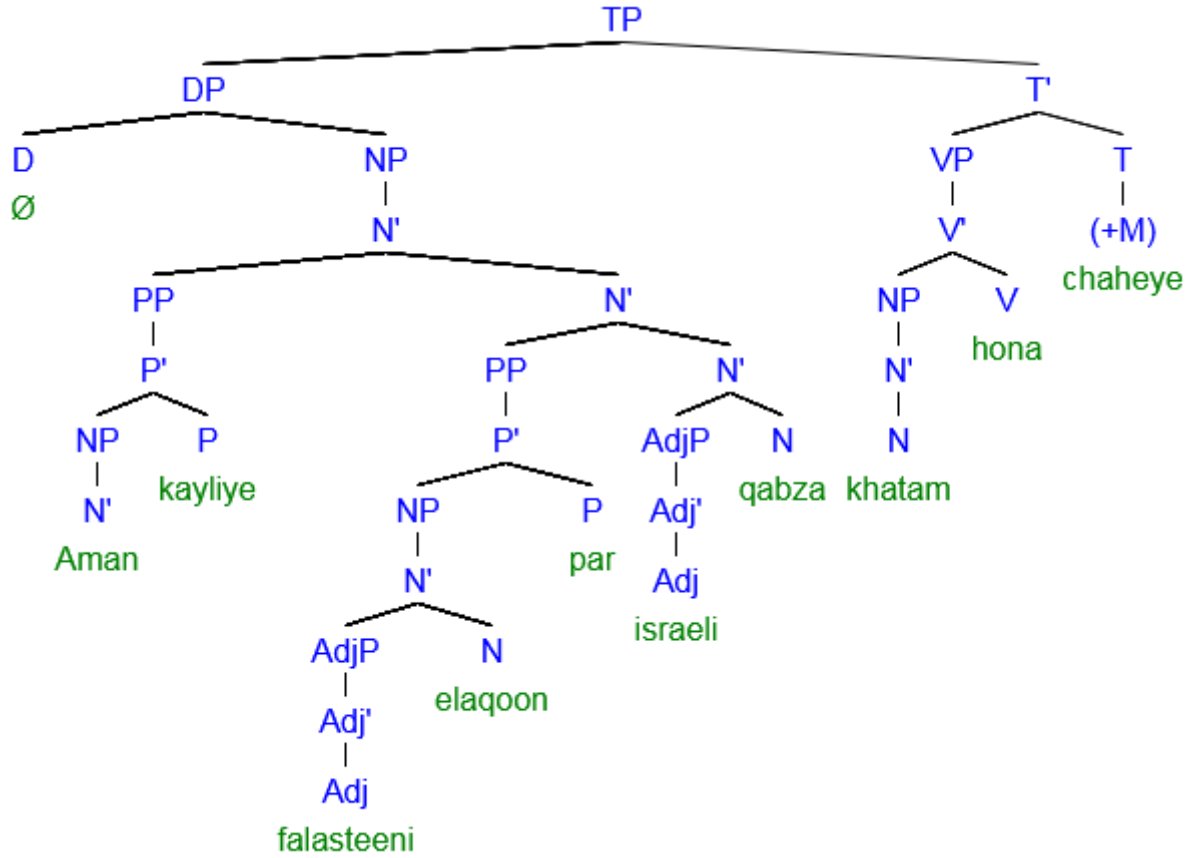 TP
DP T'
D NP VP T
Ø N' V' (+M)
PP N' NP V chaheye
P' PP N' N' hona
NP P P' AdjP N N
N' kayliye NP P Adj' qabza khatam
Aman N' par Adj
AdjP N israeli
Adj' elaqoon
Adj
falasteeni